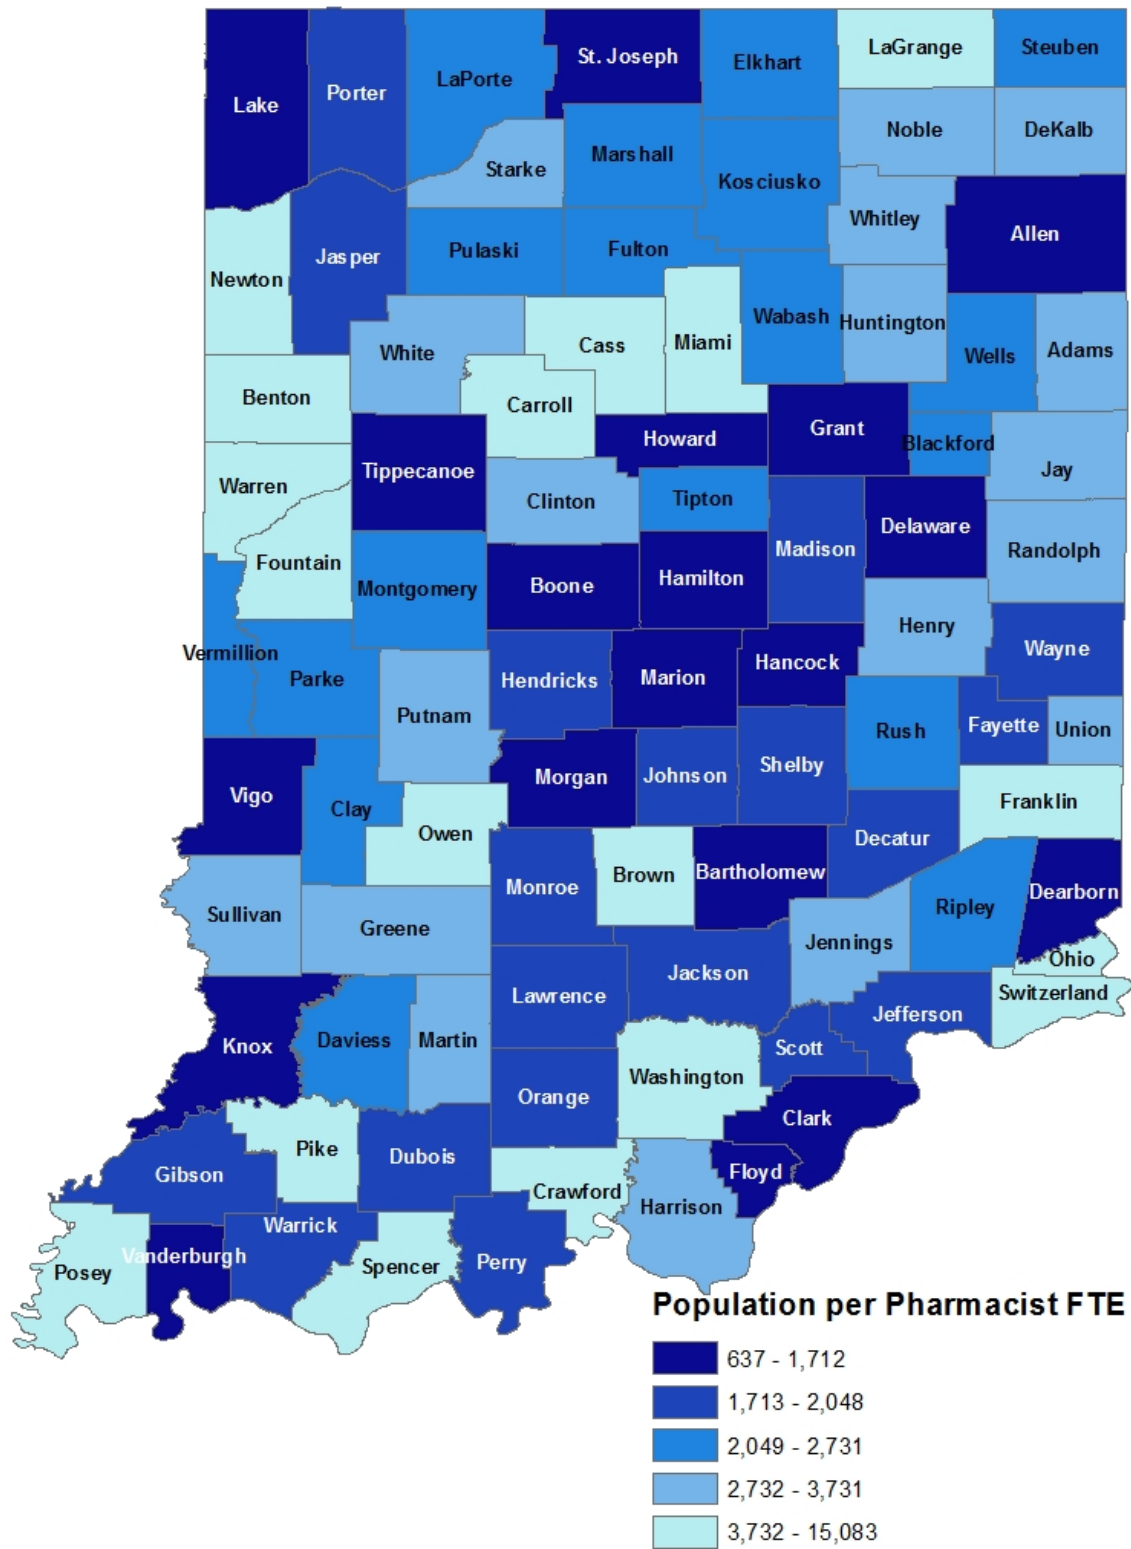 LaGrange
Steuben
St. Joseph
Elkhart
LaPorte
Porter
Lake
Noble
DeKalb
Marshall
Starke
Kosciusko
Whitley
Allen
Pulaski
Fulton
Jasper
Newton
Wabash
Huntington
Miami
Cass
White
Wells
Adams
Benton
Carroll
Grant
Howard
Blackford
Jay
Tippecanoe
Warren
Clinton
Tipton
Delaware
Madison
Randolph
Fountain
Hamilton
Boone
Montgomery
Henry
Wayne
Vermillion
Parke
Hendricks
Marion
Hancock
Putnam
Fayette
Union
Rush
Shelby
Johnson
Morgan
Vigo
Clay
Franklin
Owen
Decatur
Bartholomew
Brown
Monroe
Dearborn
Ripley
Sullivan
Greene
Jennings
Ohio
Jackson
Switzerland
Lawrence
Jefferson
Knox
Daviess
Martin
Scott
Washington
Orange
Clark
Pike
Dubois
Floyd
Gibson
Crawford
Harrison
Warrick
Vanderburgh
Perry
Spencer
Posey
Population per Pharmacist FTE
637 - 1,712
1,713 - 2,048
2,049 - 2,731
2,732 - 3,731
3,732 - 15,083